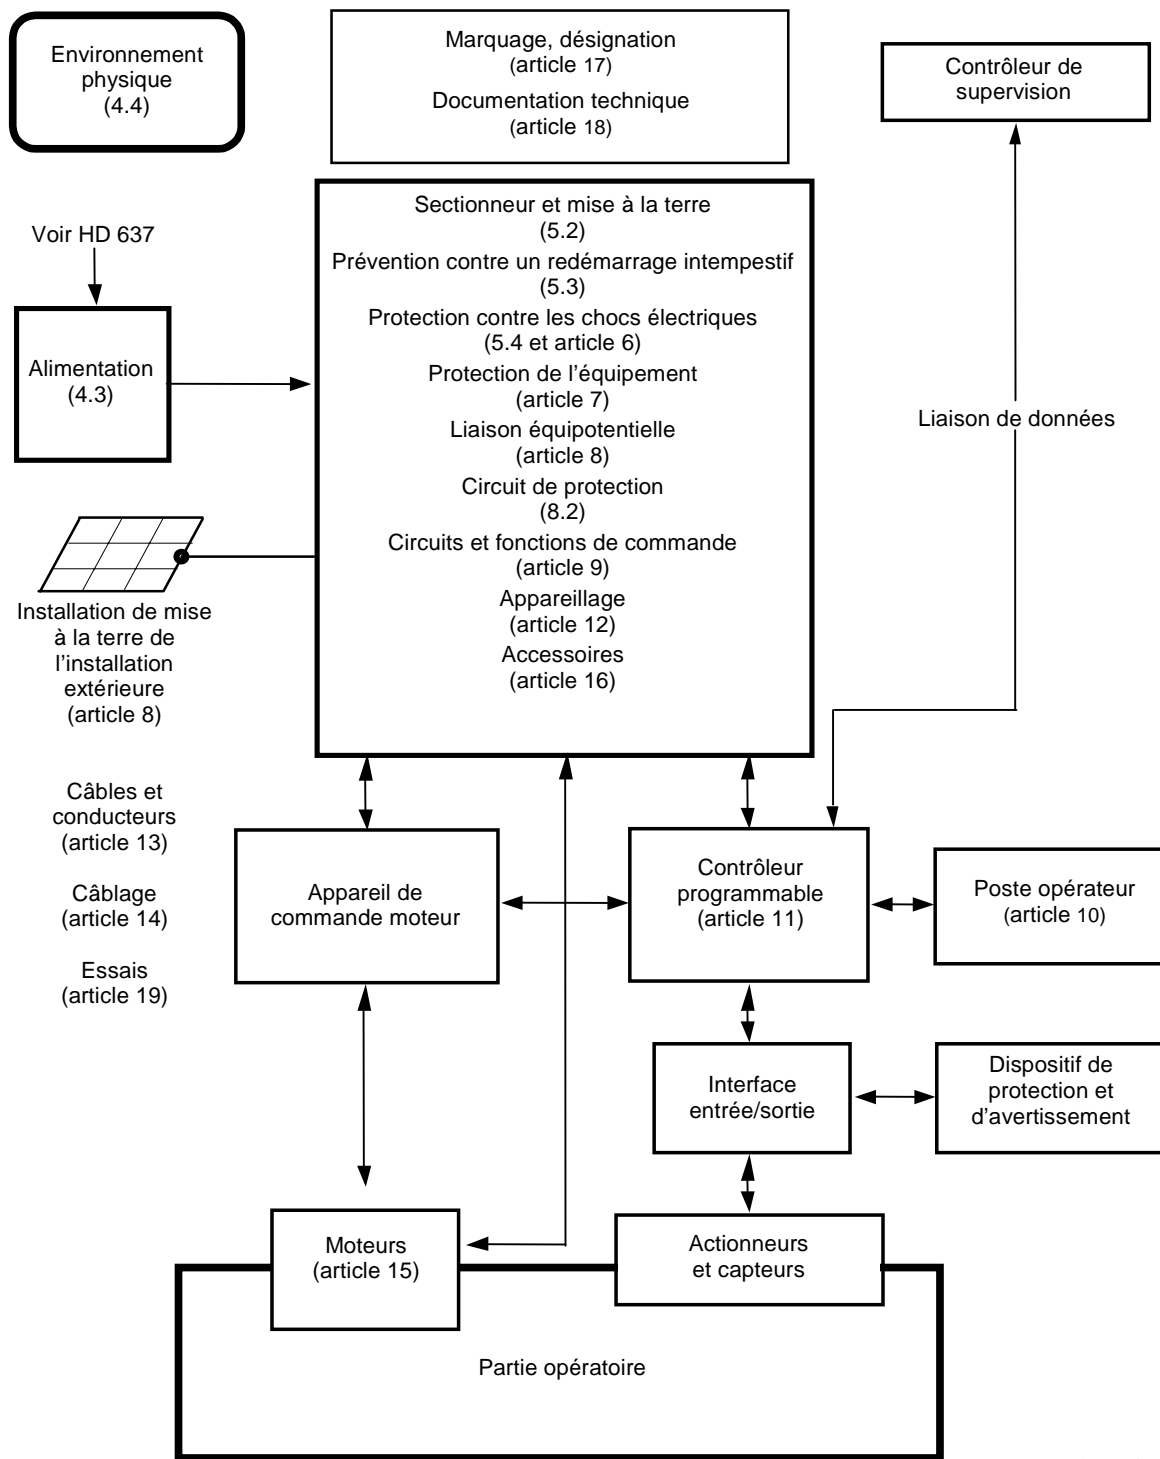 Environnement
physique
(4.4)
Marquage, désignation
(article 17)
Documentation technique
(article 18)
Contrôleur de
supervision
Voir HD 637
Alimentation
(4.3)
Sectionneur et mise à la terre
(5.2)
Prévention contre un redémarrage intempestif
(5.3)
Protection contre les chocs électriques
(5.4 et article 6)
Protection de l’équipement
(article 7)
Liaison équipotentielle
(article 8)
Circuit de protection
(8.2)
Circuits et fonctions de commande
(article 9)
Appareillage
(article 12)
Accessoires
(article 16)
Liaison de données
Installation de mise
à la terre de
l’installation
extérieure
(article 8)
Câbles et
conducteurs
(article 13)
Câblage
(article 14)
Essais
(article 19)
Appareil de
commande moteur
Contrôleur
programmable
(article 11)
Poste opérateur
(article 10)
Interface
entrée/sortie
Dispositif de
protection et
d'avertissement
Moteurs
(article 15)
Actionneurs
et capteurs
Partie opératoire